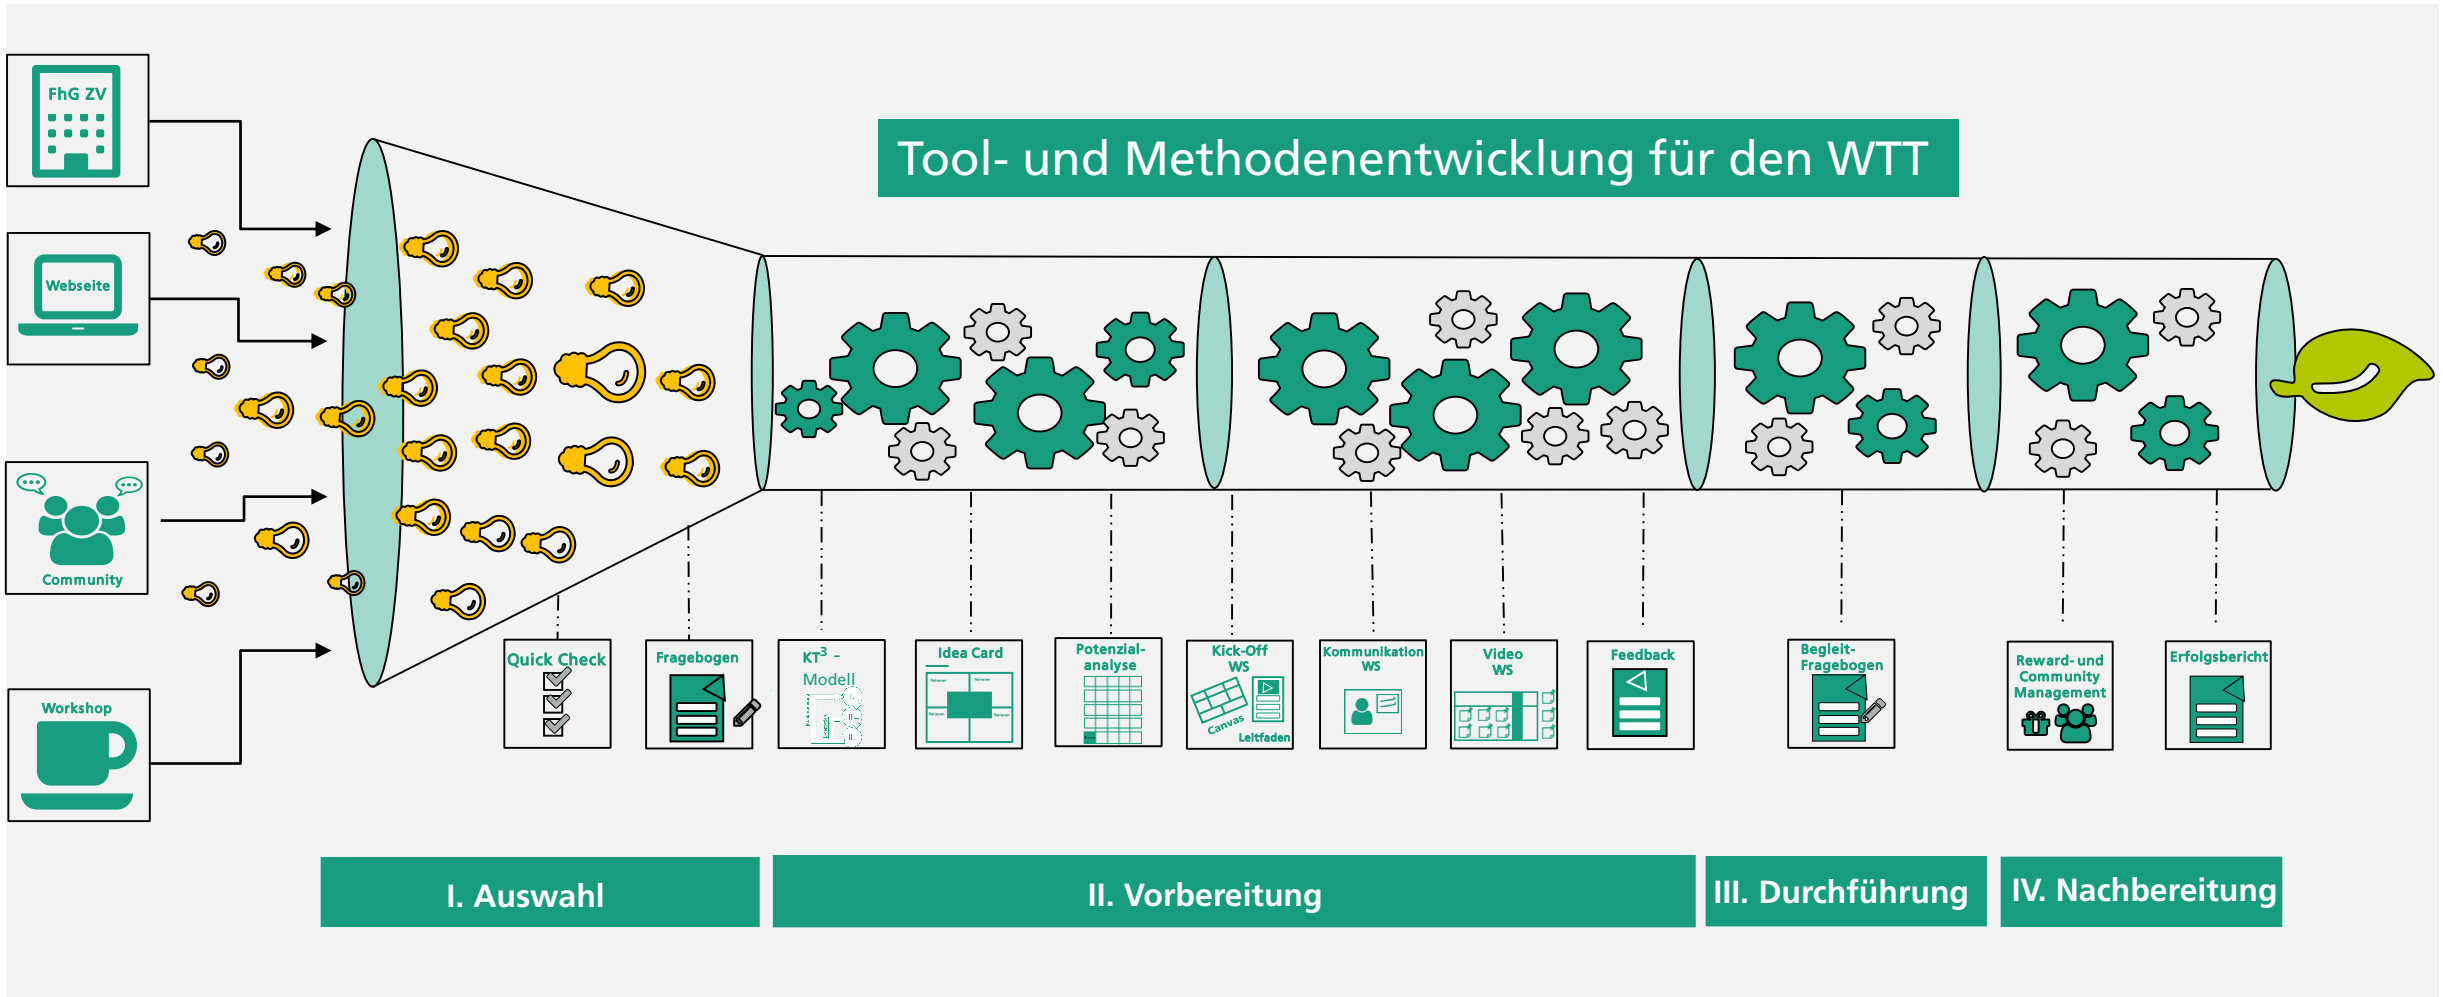 Tool- und Methodenentwicklung für den WTT
FhG ZV
Webseite
Community
Workshop
Quick Check
Fragebogen
KT³ –
Modell
Idea Card
Potenzial-
analyse
Kick-Off
WS
Canvas
Leitfaden
Kommunikation
WS
Video
WS
Feedback
Begleit-
Fragebogen
Reward- und
Community
Management
Erfolgsbericht
I. Auswahl
II. Vorbereitung
III. Durchführung
IV. Nachbereitung